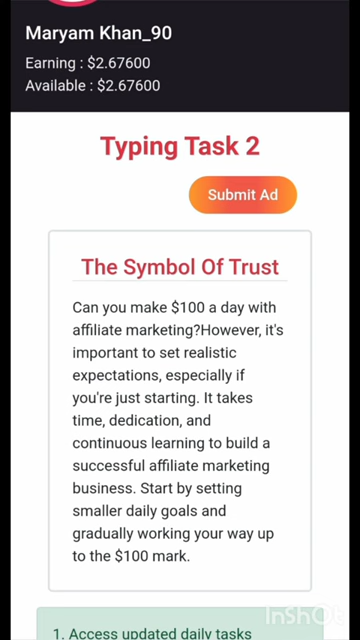 Maryam Khan_90
Earning : $2.67600
Available : $2.67600
Typing Task 2
Submit Ad
The Symbol Of Trust
Can you make $100 a day with
affiliate marketing?However, it's
important to set realistic
expectations, especially if
you're just starting. It takes
time, dedication, and
continuous learning to build a
successful affiliate marketing
business. Start by setting
smaller daily goals and
gradually working your way up
to the $100 mark.
InShOt
1. Access updated daily tasks